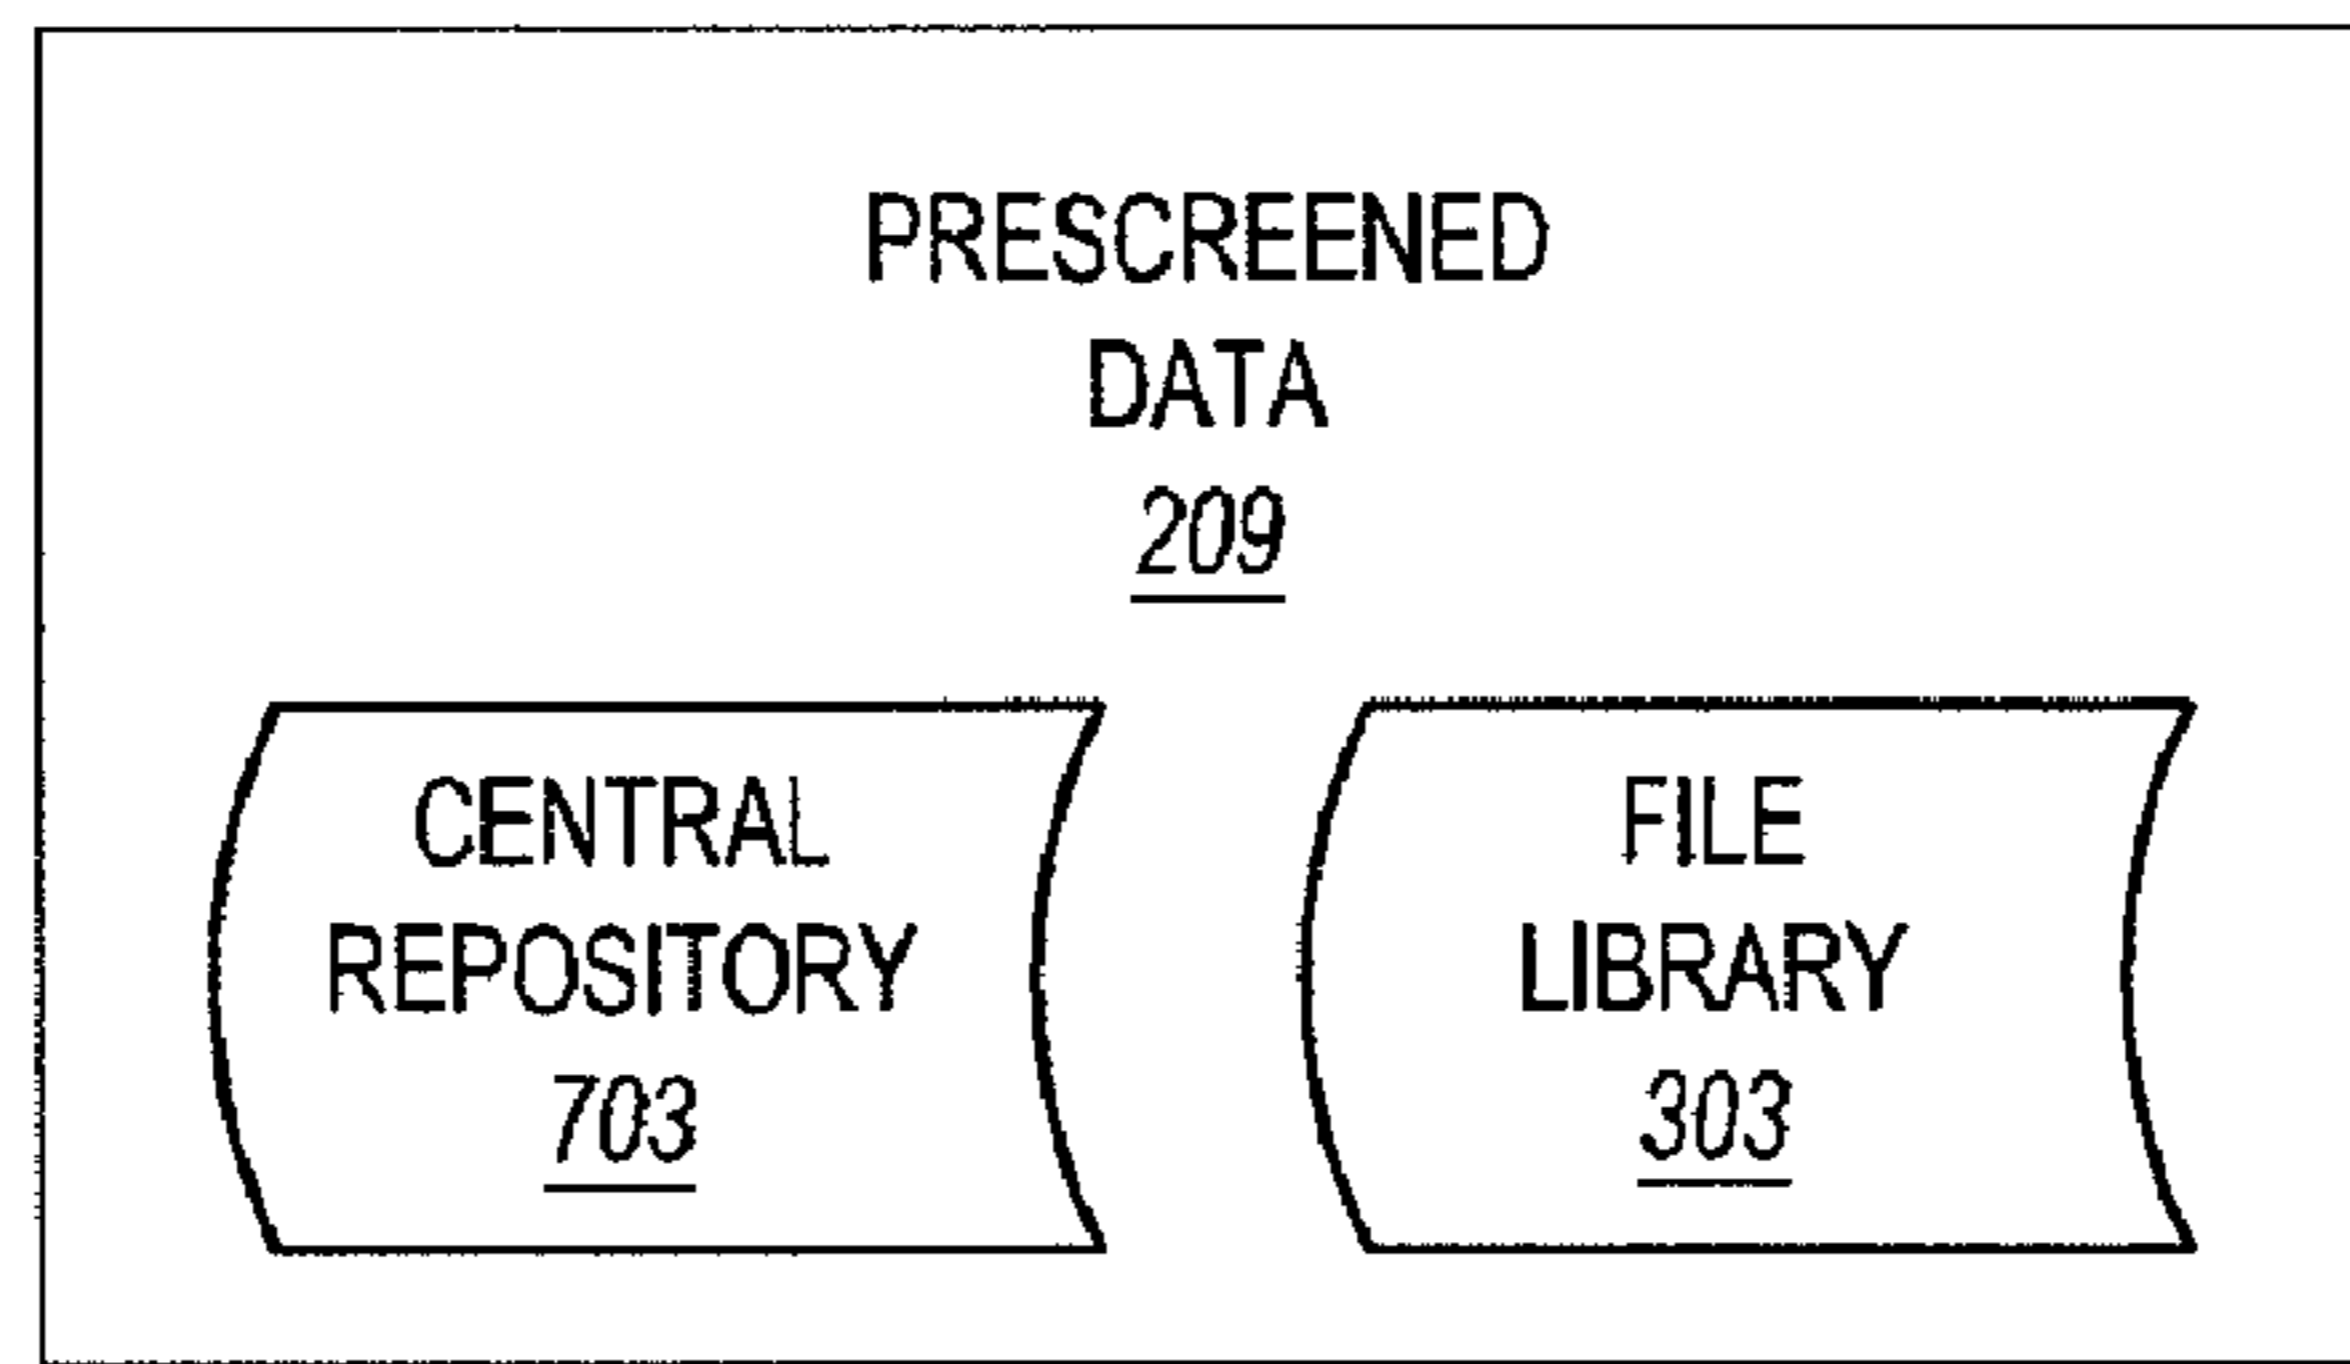 PRESCREENED
DATA
209
CENTRAL
REPOSITORY
703
FILE
LIBRARY
303